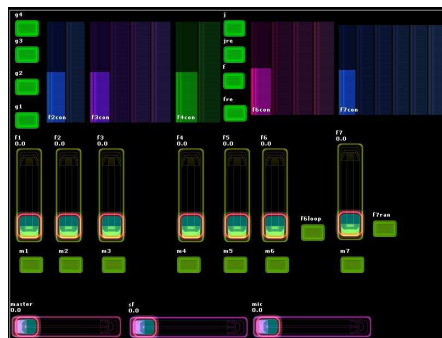 g4
j
g3
jre
g2
f
g1
fre
f2con
f3con
f4con
f6con
f7con
f1
0.0
f2
0.0
f3
0.0
f4
0.0
f5
0.0
f6
0.0
f7
0.0
f6loop
f7ran
m1
m2
m3
m4
m5
m6
m7
master
0.0
sf
0.0
mic
0.0